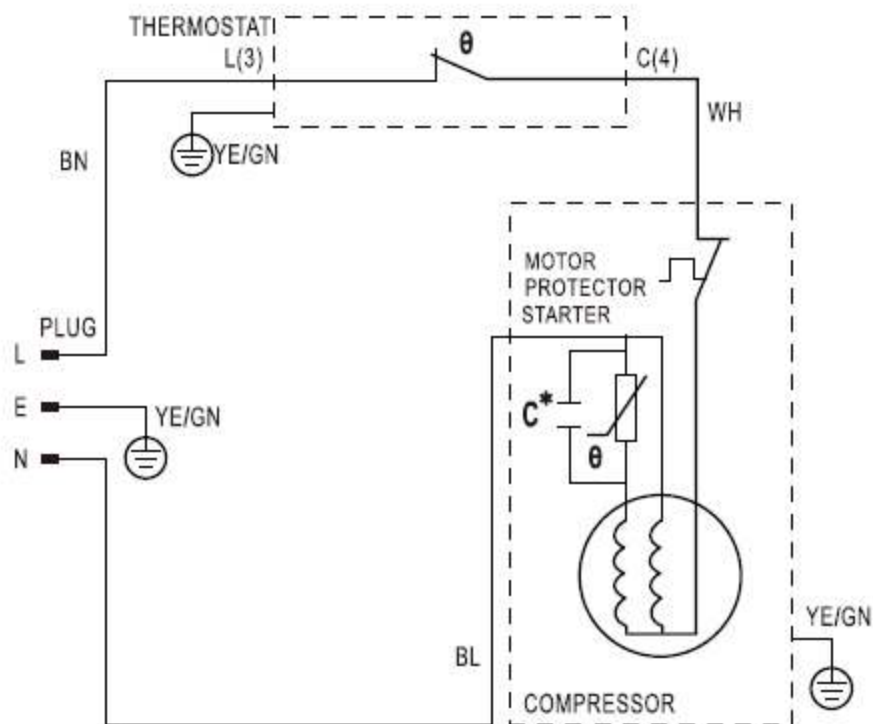 THERMOSTAT
L(3)
θ
C(4)
WH
YE/GN
BN
MOTOR
PROTECTOR
STARTER
PLUG
L
E
YE/GN
N
C*
θ
YE/GN
BL
COMPRESSOR